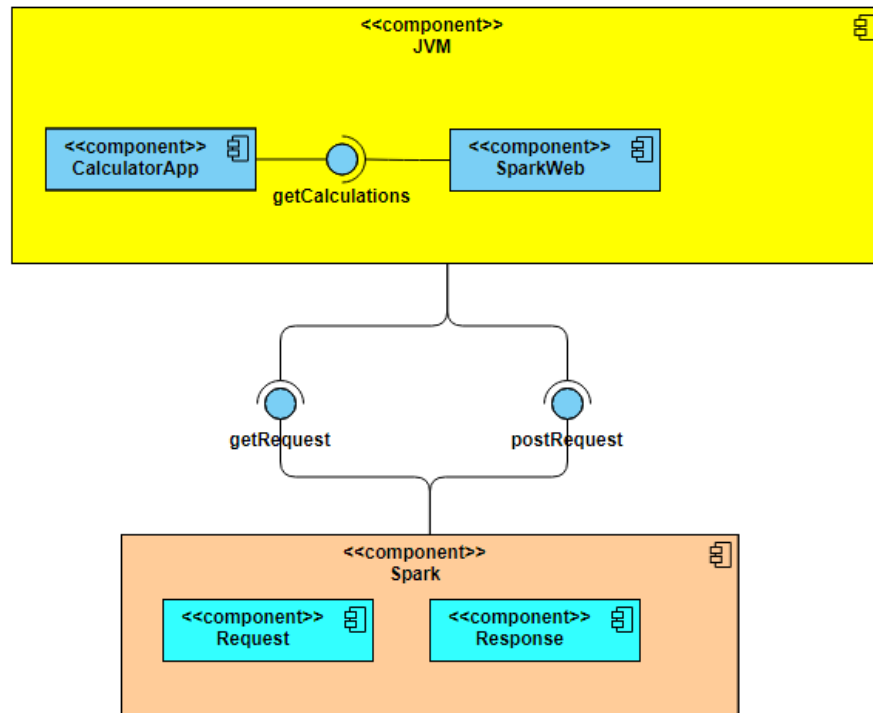 <<component>>
JVM
<<component>>
CalculatorApp
<<component>>
SparkWeb
getCalculations
getRequest
postRequest
<<component>>
Spark
<<component>>
Request
<<component>>
Response